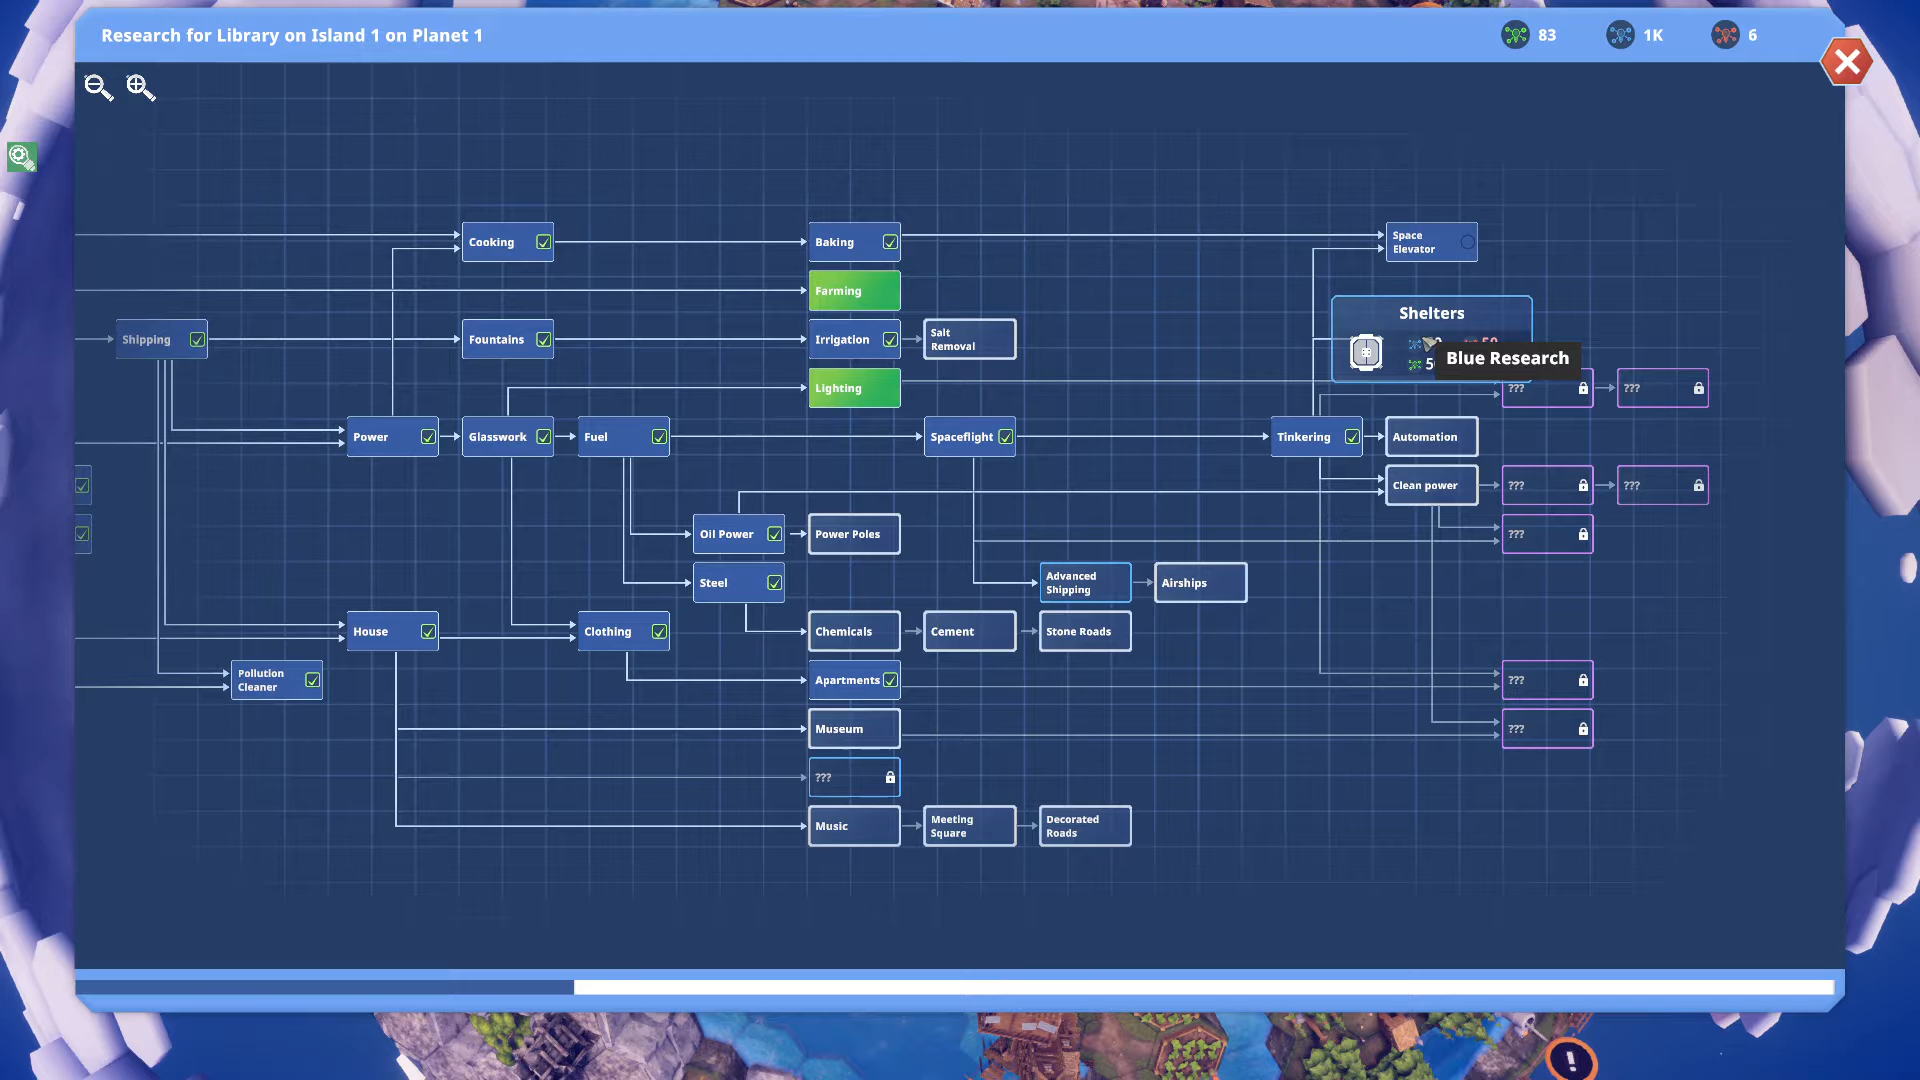 Research for Library on Island 1 on Planet 1
83
1K
6
Cooking
Baking
Space
Elevator
Farming
Shelters
Shipping
Fountains
Irrigation
Salt
Removal
Blue Research
Lighting
???
???
Power
Glasswork
Fuel
Spaceflight
Tinkering
Automation
Clean power
???
???
Oil Power
Power Poles
???
Steel
Advanced
Shipping
Airships
House
Clothing
Chemicals
Cement
Stone Roads
Pollution
Cleaner
Apartments
???
Museum
???
???
Music
Meeting
Square
Decorated
Roads